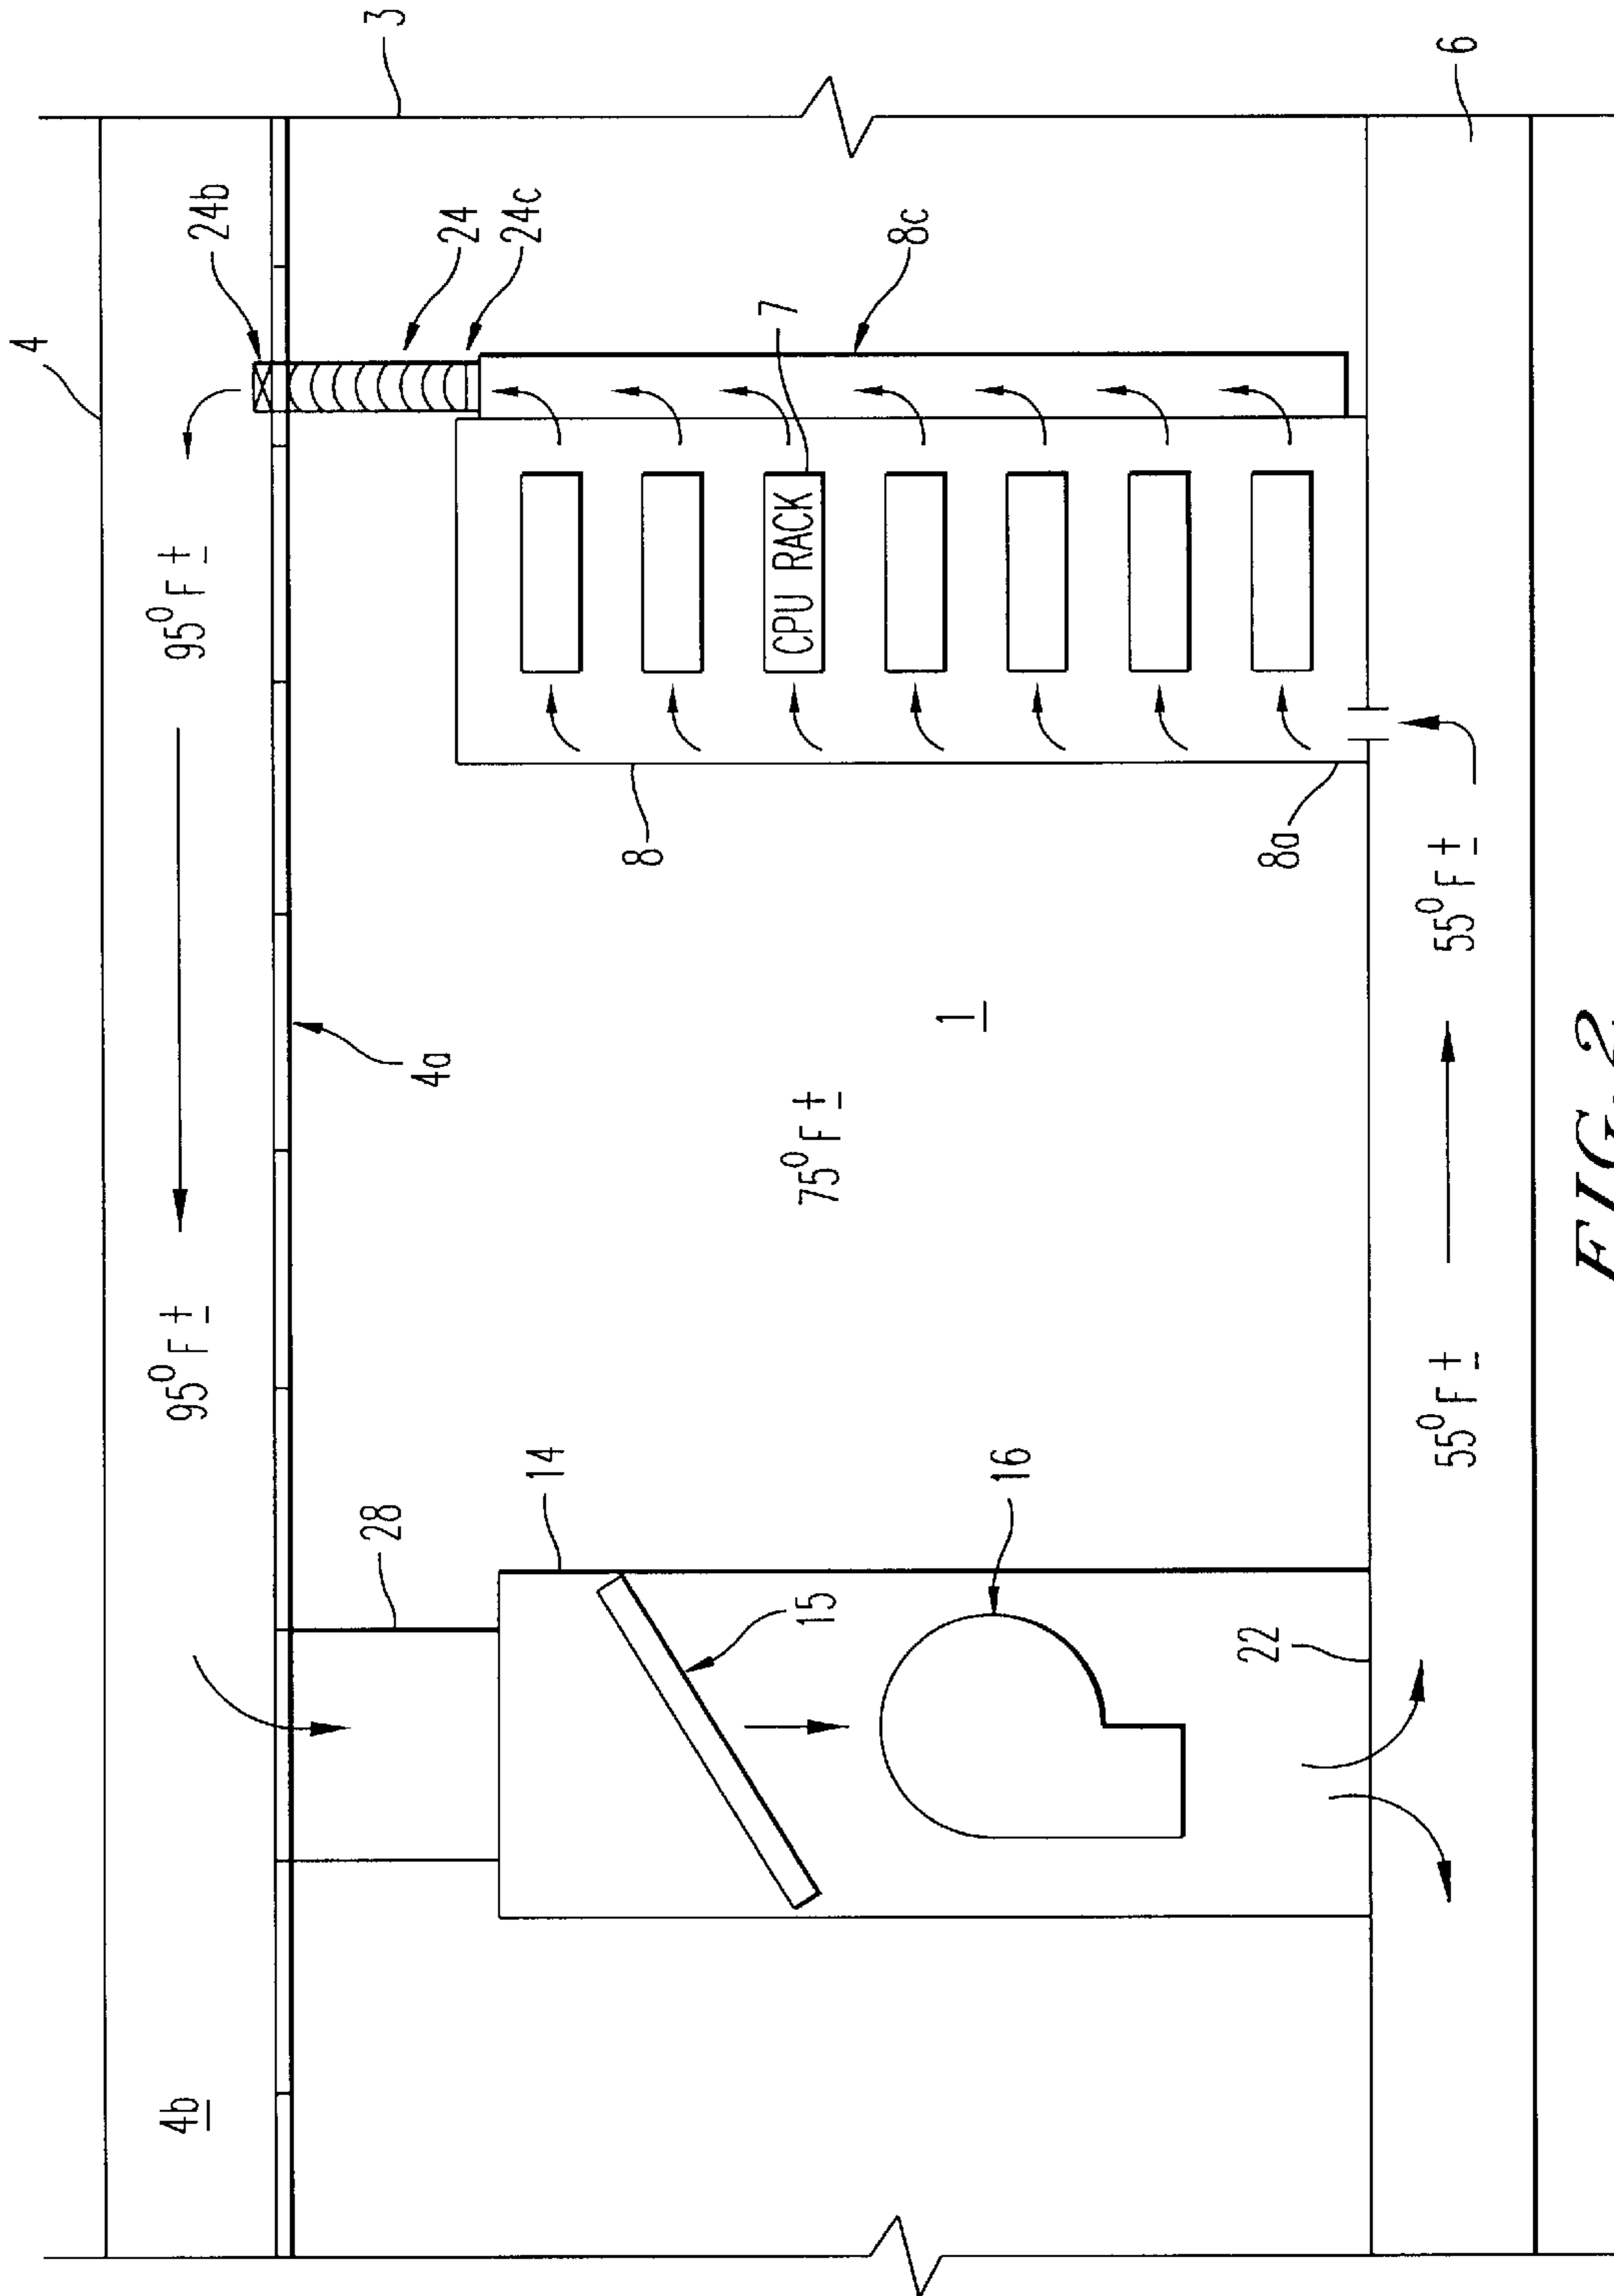 4
3
24b
24
24c
95°F ±
95°F ±
4b
28
14
4a
8c
7
CPU RACK
8
8a
75°F ±
1
15
16
22
55°F ±
55°F ±
6
FIG. 2